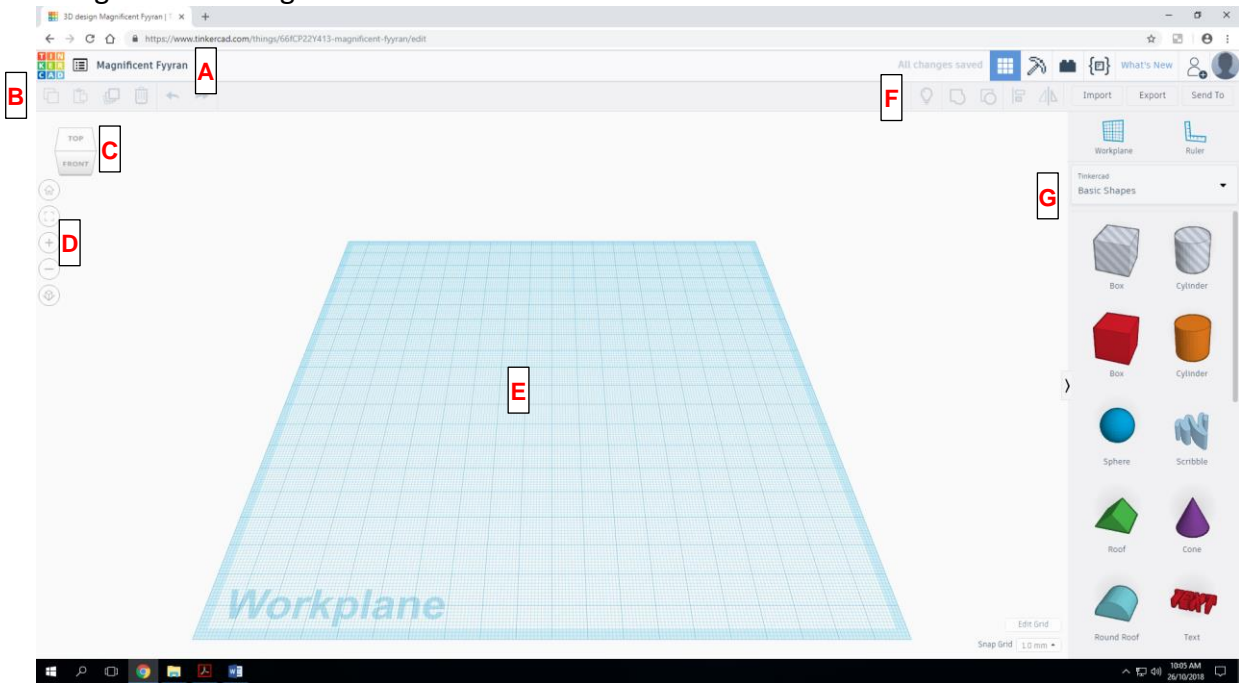 3D design Magnificent Fyyran | T
https://www.tinkercad.com/things/66fCP22Y413-magnificent-fyyran/edit
TIN
KER
CAD
Magnificent Fyyran
A
All changes saved
What's New
B
F
Import
Export
Send To
TOP
FRONT
C
Workplane
Ruler
Tinkercad
Basic Shapes
G
D
Box
Cylinder
Box
Cylinder
E
Sphere
Scribble
Roof
Cone
Workplane
Edit Grid
Snap Grid 1.0 mm
Round Roof
TEXT
Text
10:05 AM
26/10/2018